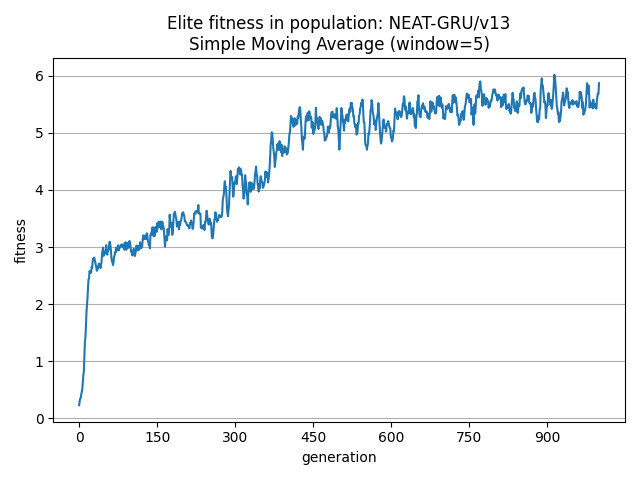 Elite fitness in population: NEAT-GRU/v13
Simple Moving Average (window=5)
6
5
4
3
2
1
0
fitness
0 150 300 450 600 750 900
generation